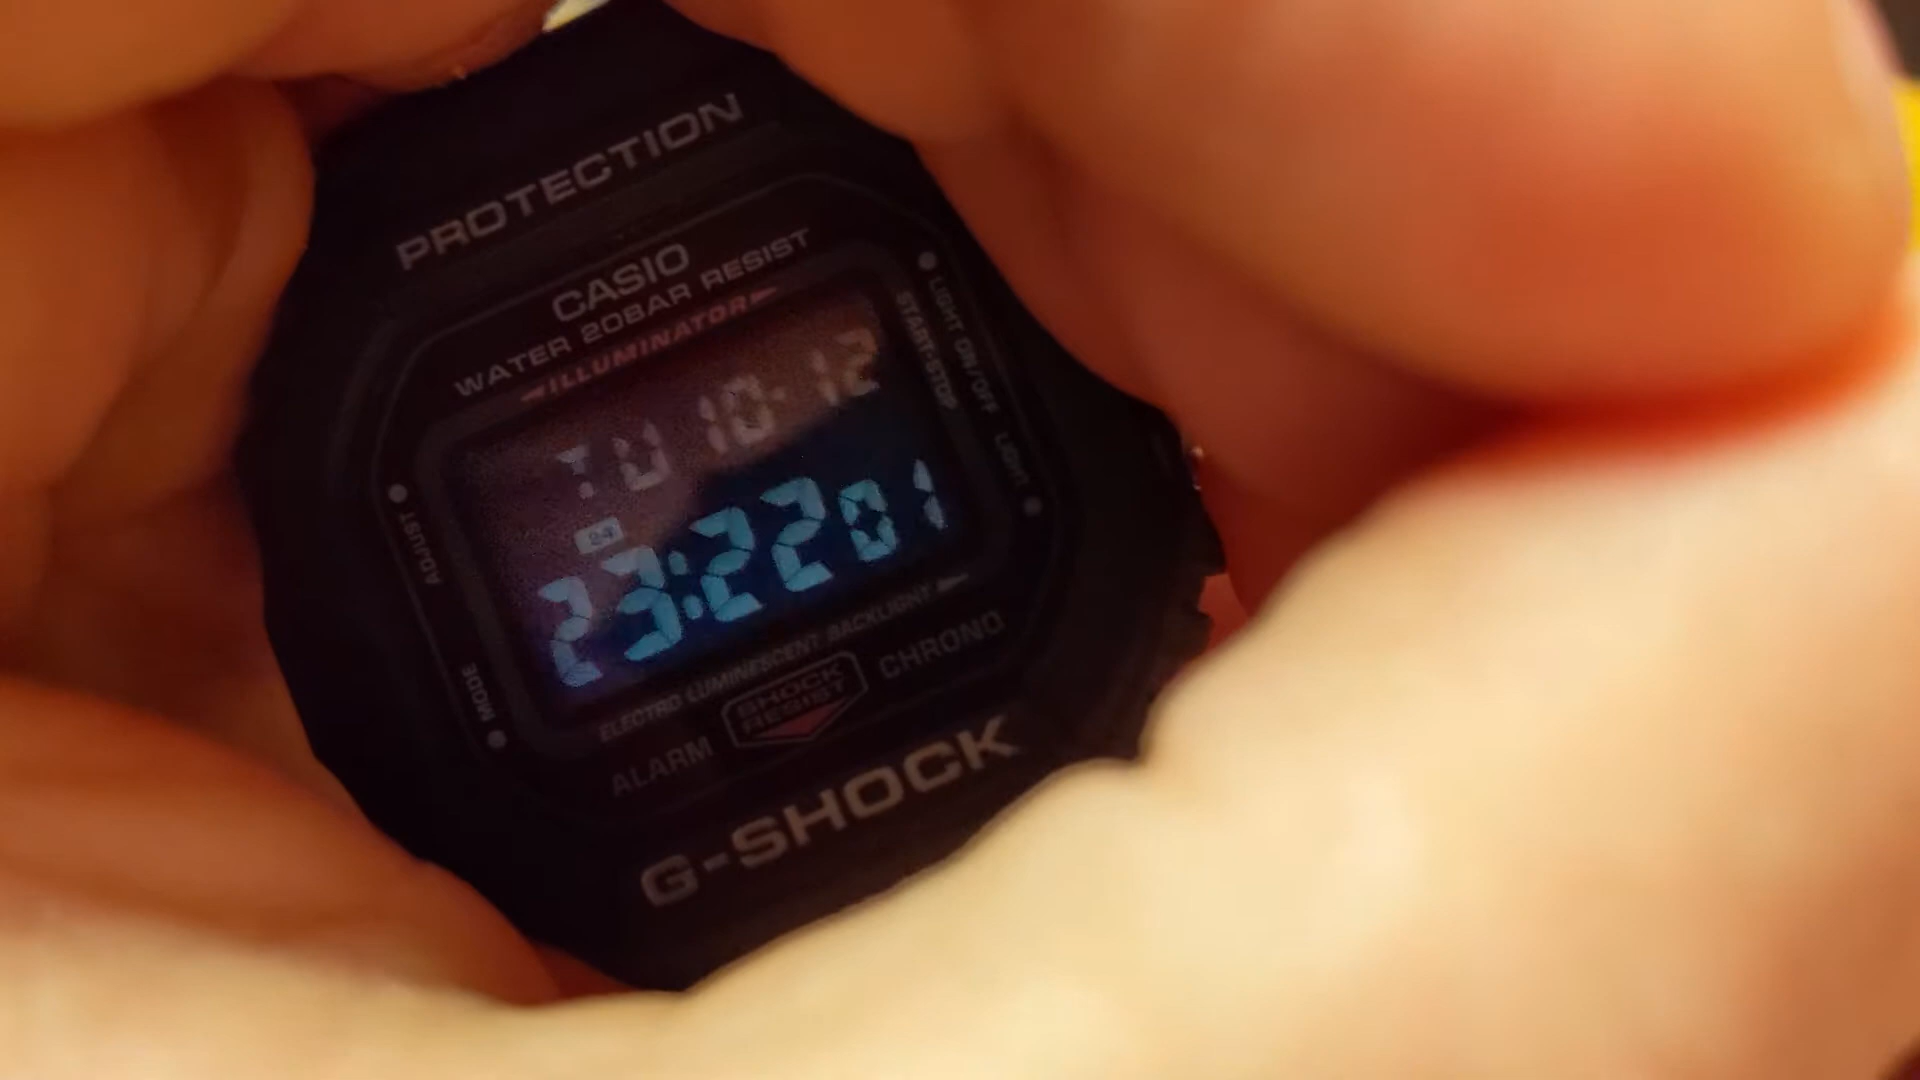 PROTECTION
CASIO
WATER 20BAR RESIST
ILLUMINATOR
LIGHT ON/OFF
START·STOP
LIGHT
TU 10-12
24
23:22 01
ADJUST
MODE
ELECTRO LUMINESCENT BACKLIGHT
ALARM
SHOCK
RESIST
CHRONO
G-SHOCK